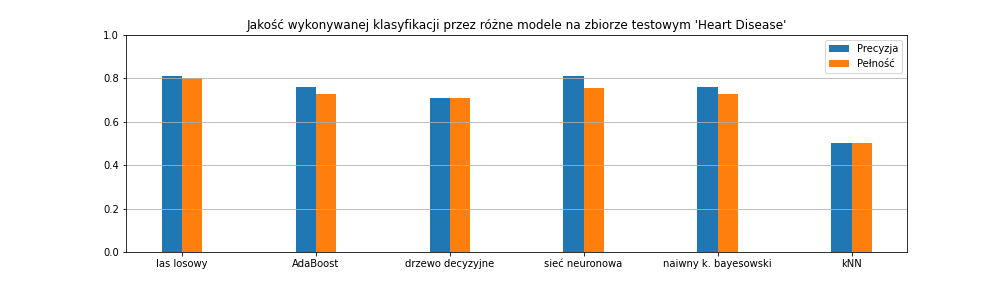 Jakość wykonywanej klasyfikacji przez różne modele na zbiorze testowym 'Heart Disease'
1.0
Precyzja
Pełność
0.8
0.6
0.4
0.2
0.0
las losowy AdaBoost drzewo decyzyjne sieć neuronowa naiwny k. bayesowski kNN